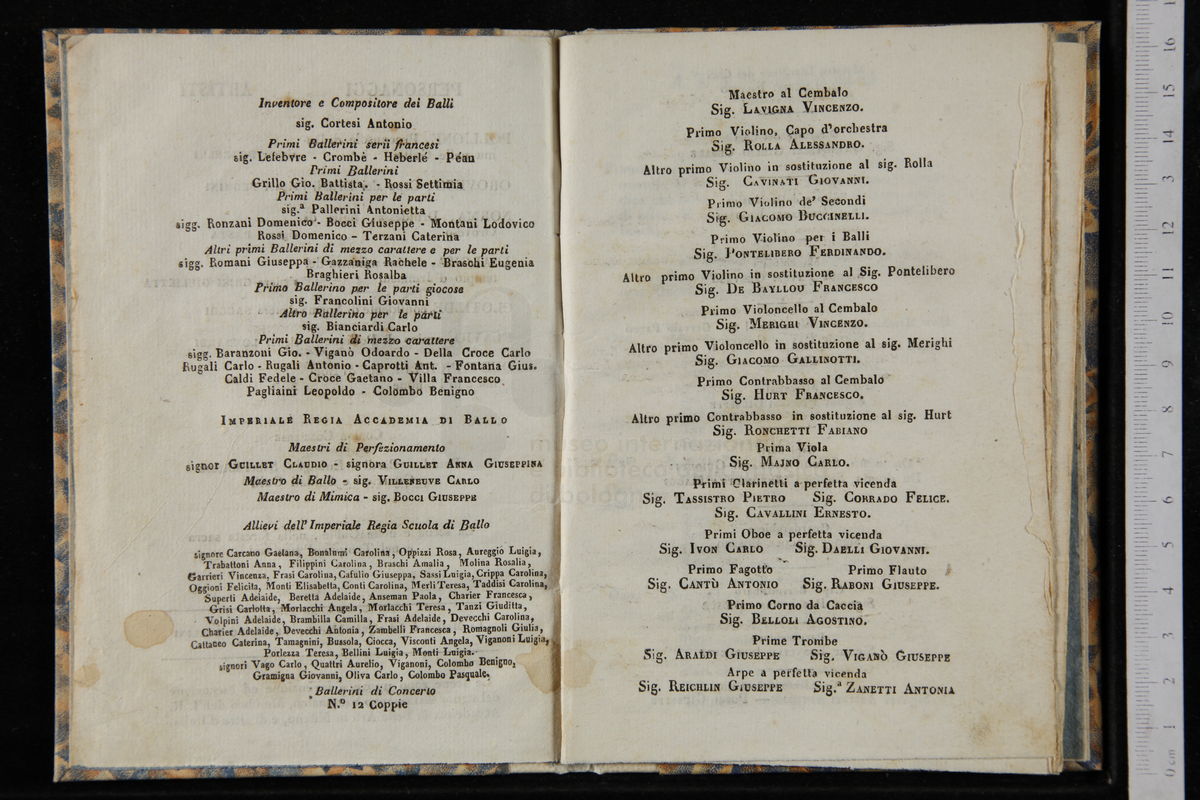 Inventore e Compositore dei Balli
sig. Cortesi Antonio
Primi Ballerini serii francesi
sig. Lefebvre - Crombè - Héberlé - Péan
Primi Ballerini
Grillo Gio. Battista. - Rossi Settimia
Primi Ballerini per le parti
sig.ª Pallerini Antonietta
sigg. Ronzani Domenico - Bocci Giuseppe - Montani Lodovico
Rossi Domenico - Terzani Caterina
Altri primi Ballerini di mezzo carattere e per le parti
sigg. Romani Giuseppa - Gazzaniga Rachele - Braschi Eugenia
Braghieri Rosalba
Primo Ballerino per le parti giocose
sig. Francolini Giovanni
Altro Ballerino per le parti
sig. Bianciardi Carlo
Primi Ballerini di mezzo carattere
sigg. Baranzoni Gio. - Viganò Odoardo - Della Croce Carlo
Rugali Carlo - Rugali Antonio - Caprotti Ant. - Fontana Gius.
Caldi Fedele - Croce Gaetano - Villa Francesco
Pagliaini Leopoldo - Colombo Benigno
IMPERIALE REGIA ACCADEMIA DI BALLO
Maestri di Perfezionamento
signor GUILLET CLAUDIO - signora GUILLET ANNA GIUSEPPINA
Maestro di Ballo - sig. VILLENEUVE CARLO
Maestro di Mimica - sig. BOCCI GIUSEPPE
Allievi dell' Imperiale Regia Scuola di Ballo
signore Carcano Gaetana, Bonalumi Carolina, Oppizzi Rosa, Aureggio Luigia,
Trabattoni Anna, Filippini Carolina, Braschi Amalia, Molina Rosalia,
Garrieri Vincenza, Frasi Carolina, Cafulio Giuseppa, Sassi Luigia, Crippa Carolina,
Oggioni Felicita, Monti Elisabetta, Conti Carolina, Merli Teresa, Taddisi Carolina,
Superti Adelaide, Beretta Adelaide, Anseman Paola, Charier Francesca,
Grisi Carlotta, Morlacchi Angela, Morlacchi Teresa, Tanzi Giuditta,
Volpini Adelaide, Brambilla Camilla, Frasi Adelaide, Devecchi Carolina,
Charier Adelaide, Devecchi Antonia, Zambelli Francesca, Romagnoli Giulia,
Cattaneo Caterina, Tamagnini, Bussola, Ciocca, Visconti Angela, Viganoni Luigia,
Porlezza Teresa, Bellini Luigia, Monti Luigia.
signori Vago Carlo, Quattri Aurelio, Viganoni, Colombo Benigno,
Gramigna Giovanni, Oliva Carlo, Colombo Pasquale.
Ballerini di Concerto
N.º 12 Coppie
Maestro al Cembalo
Sig. LAVIGNA VINCENZO.
Primo Violino, Capo d'orchestra
Sig. ROLLA ALESSANDRO.
Altro primo Violino in sostituzione al sig. Rolla
Sig. CAVINATI GIOVANNI.
Primo Violino de' Secondi
Sig. GIACOMO BUCCINELLI.
Primo Violino per i Balli
Sig. PONTELIBERO FERDINANDO.
Altro primo Violino in sostituzione al Sig. Pontelibero
Sig. DE BAYLLOU FRANCESCO
Primo Violoncello al Cembalo
Sig. MERIGHI VINCENZO.
Altro primo Violoncello in sostituzione al sig. Merighi
Sig. GIACOMO GALLINOTTI.
Primo Contrabbasso al Cembalo
Sig. HURT FRANCESCO.
Altro primo Contrabbasso in sostituzione al sig. Hurt
Sig. RONCHETTI FABIANO
Prima Viola
Sig. MAJNO CARLO.
Primi Clarinetti a perfetta vicenda
Sig. TASSISTRO PIETRO Sig. CORRADO FELICE.
Sig. CAVALLINI ERNESTO.
Primi Oboe a perfetta vicenda
Sig. IVON CARLO Sig. DAELLI GIOVANNI.
Primo Fagotto Primo Flauto
Sig. CANTÙ ANTONIO Sig. RABONI GIUSEPPE.
Primo Corno da Caccia
Sig. BELLOLI AGOSTINO.
Prime Trombe
Sig. ARALDI GIUSEPPE Sig. VIGANÒ GIUSEPPE
Arpe a perfetta vicenda
Sig. REICHLIN GIUSEPPE Sig.ª ZANETTI ANTONIA